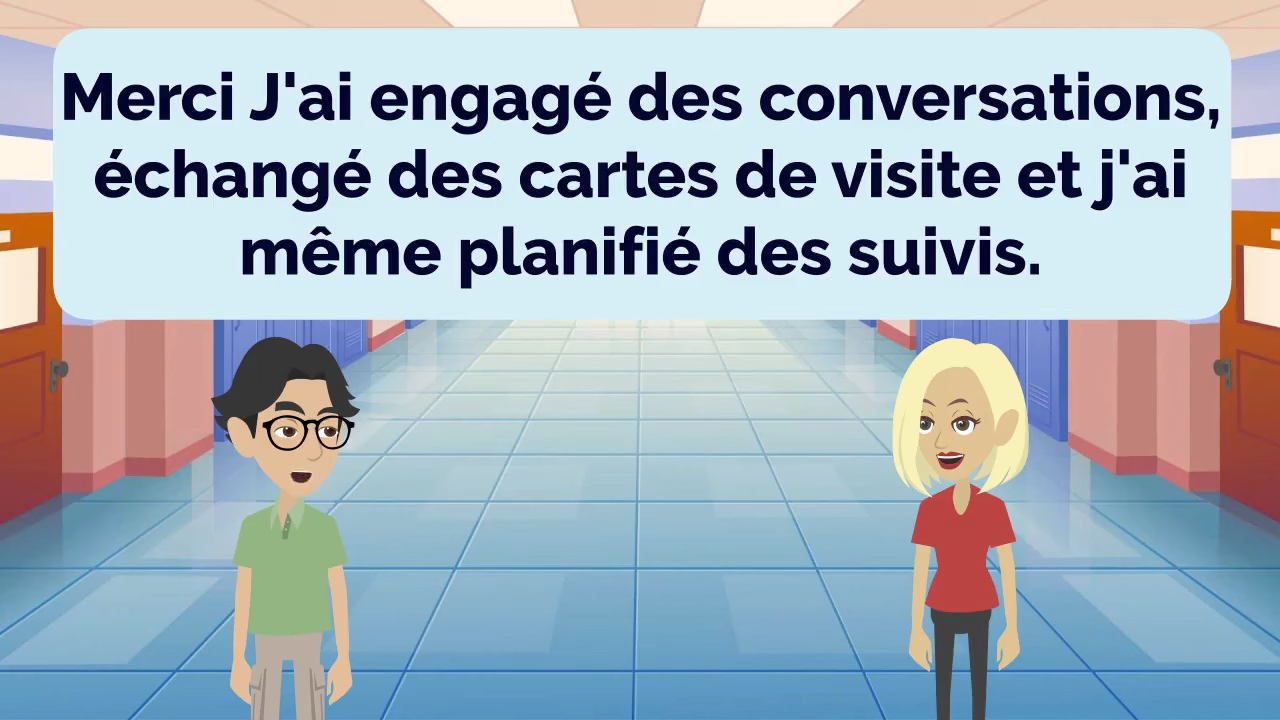 Merci J'ai engagé des conversations,
échangé des cartes de visite et j'ai
même planifié des suivis.